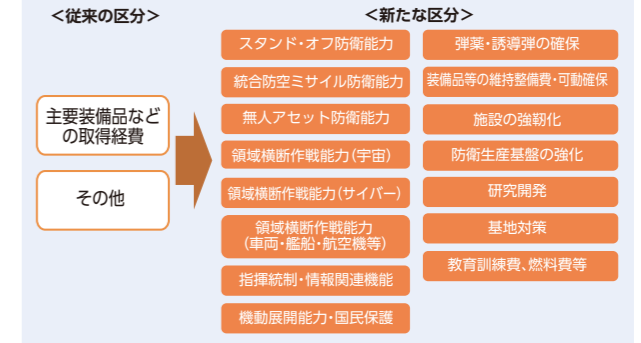 ＜従来の区分＞
主要装備品など
の取得経費
その他
＜新たな区分＞
スタンド・オフ防衛能力
統合防空ミサイル防衛能力
無人アセット防衛能力
領域横断作戦能力（宇宙）
領域横断作戦能力（サイバー）
領域横断作戦能力
（車両・艦船・航空機等）
指揮統制・情報関連機能
機動展開能力・国民保護
弾薬・誘導弾の確保
装備品等の維持整備費・可動確保
施設の強靱化
防衛生産基盤の強化
研究開発
基地対策
教育訓練費、燃料費等